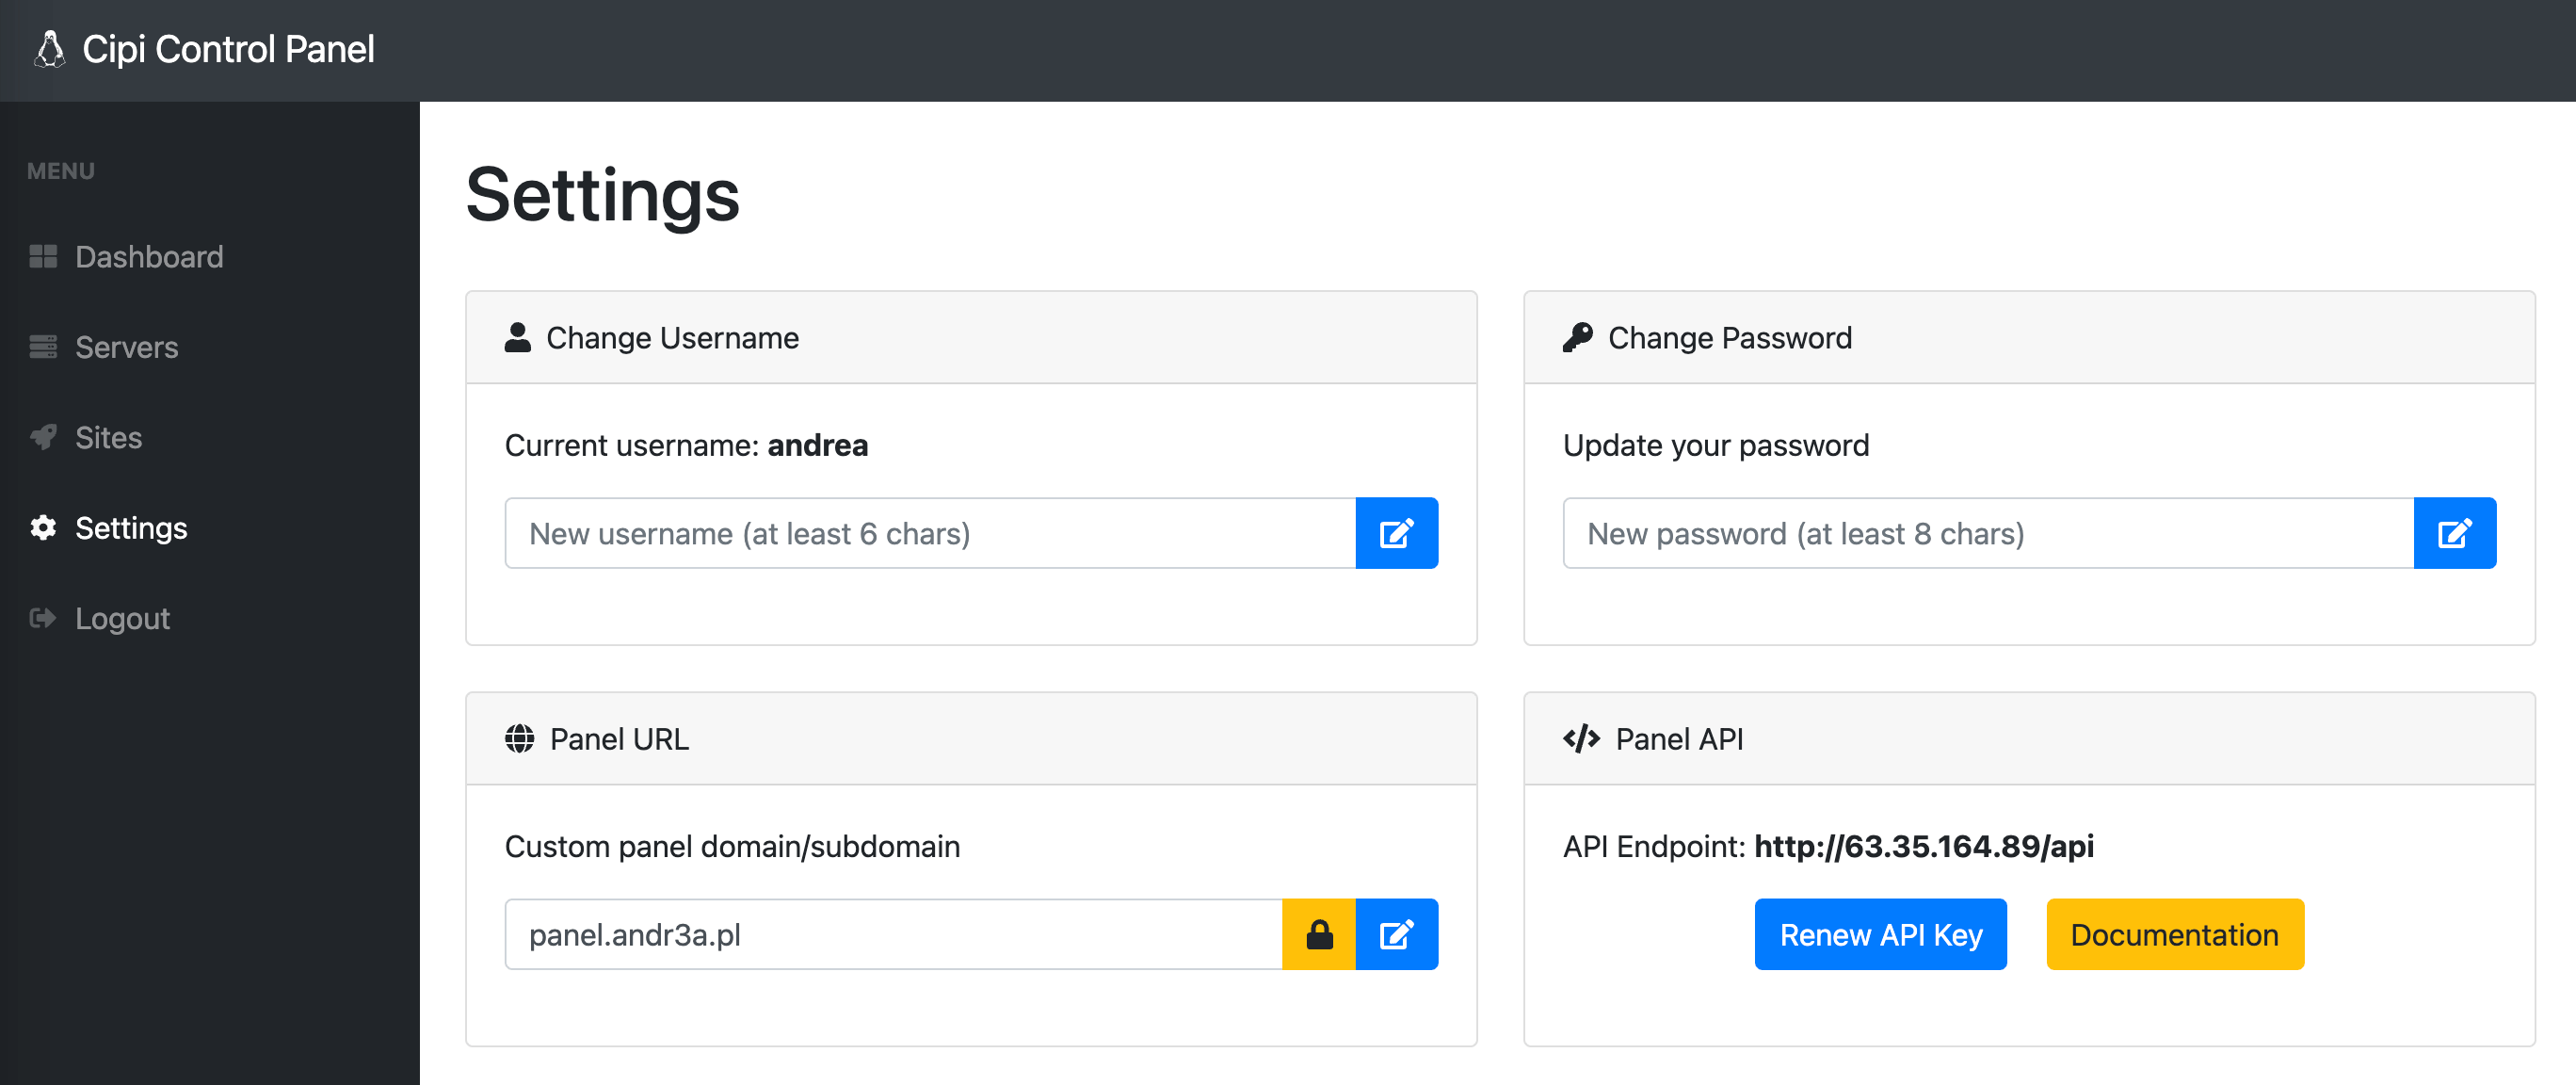 Cipi Control Panel
MENU
Dashboard
Servers
Sites
Settings
Logout
Settings
Change Username
Current username: andrea
New username (at least 6 chars)
Change Password
Update your password
New password (at least 8 chars)
Panel URL
Custom panel domain/subdomain
panel.andr3a.pl
Panel API
API Endpoint: http://63.35.164.89/api
Renew API Key
Documentation